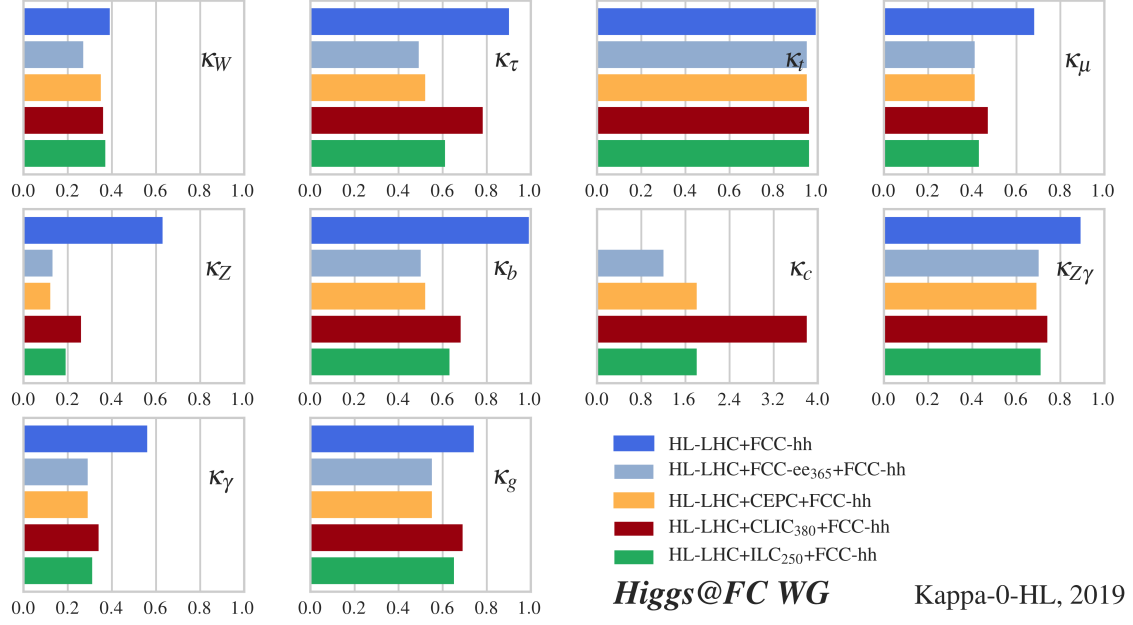 κW κτ κt κμ
0.0 0.2 0.4 0.6 0.8 1.0 0.0 0.2 0.4 0.6 0.8 1.0 0.0 0.2 0.4 0.6 0.8 1.0 0.0 0.2 0.4 0.6 0.8 1.0
κZ κb κc κZγ
0.0 0.2 0.4 0.6 0.8 1.0 0.0 0.2 0.4 0.6 0.8 1.0 0.0 0.8 1.6 2.4 3.2 4.0 0.0 0.2 0.4 0.6 0.8 1.0
κγ κg
0.0 0.2 0.4 0.6 0.8 1.0 0.0 0.2 0.4 0.6 0.8 1.0
HL-LHC+FCC-hh
HL-LHC+FCC-ee₃₆₅+FCC-hh
HL-LHC+CEPC+FCC-hh
HL-LHC+CLIC₃₈₀+FCC-hh
HL-LHC+ILC₂₅₀+FCC-hh
Higgs@FC WG Kappa-0-HL, 2019